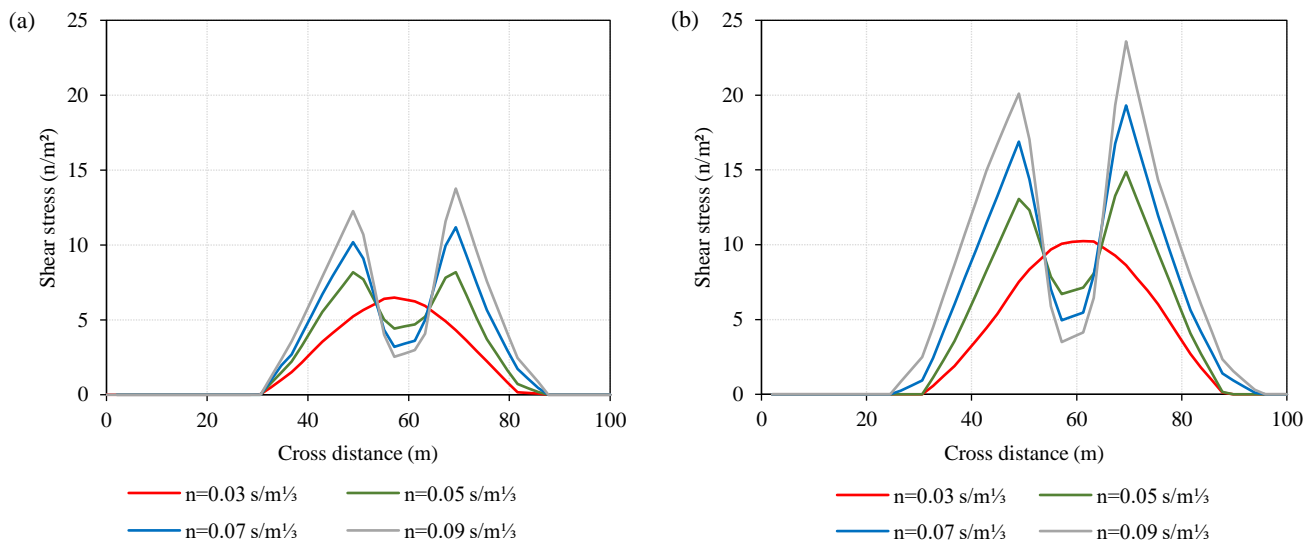 (a)
Shear stress (n/m²)
25
20
15
10
5
0
0 20 40 60 80 100
Cross distance (m)
n=0.03 s/m⅓ n=0.05 s/m⅓
n=0.07 s/m⅓ n=0.09 s/m⅓
(b)
Shear stress (n/m²)
25
20
15
10
5
0
0 20 40 60 80 100
Cross distance (m)
n=0.03 s/m⅓ n=0.05 s/m⅓
n=0.07 s/m⅓ n=0.09 s/m⅓